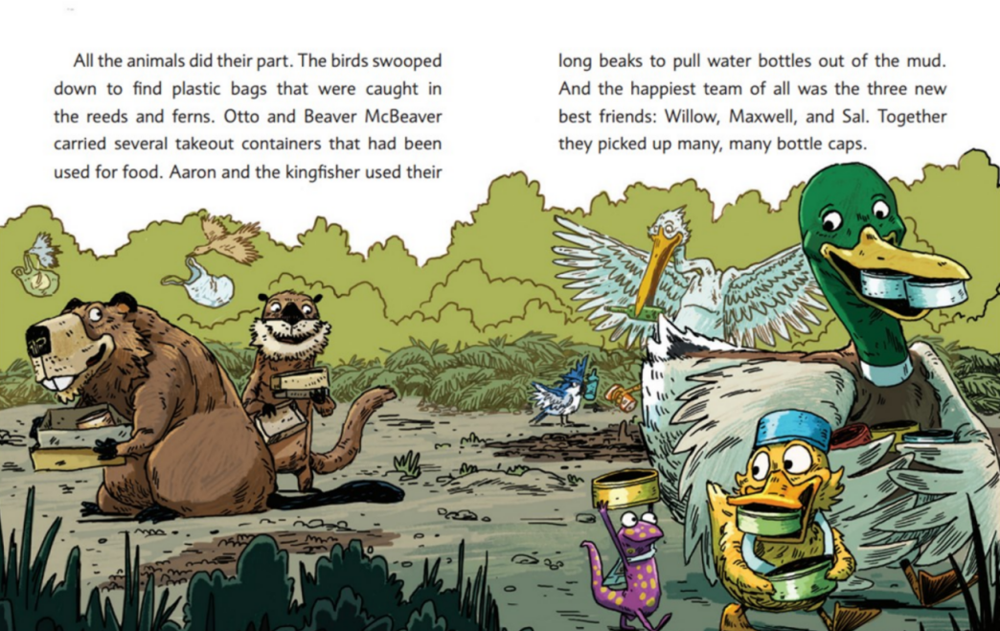 All the animals did their part. The birds swooped
down to find plastic bags that were caught in
the reeds and ferns. Otto and Beaver McBeaver
carried several takeout containers that had been
used for food. Aaron and the kingfisher used their
long beaks to pull water bottles out of the mud.
And the happiest team of all was the three new
best friends: Willow, Maxwell, and Sal. Together
they picked up many, many bottle caps.